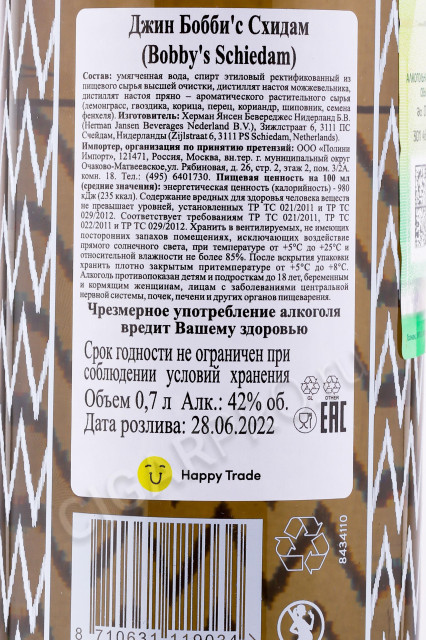 Джин Бобби'с Схидам
(Bobby's Schiedam)
Состав: умягченная вода, спирт этиловый ректификованный из
пищевого сырья высшей очистки, дистиллят настоя можжевельника,
дистиллят настоя пряно – ароматического растительного сырья
(лемонграсс, гвоздика, корица, перец, кориандр, шиповник, семена
фенхеля). Изготовитель: Херман Янсен Бевереджес Нидерланд Б.В.
(Herman Jansen Beverages Nederland B.V.), Зижлстраат 6, 3111 ПС
Схейдам, Нидерланды (Zijlstraat 6, 3111 PS Schiedam, Netherlands).
Импортер, организация по принятию претензий: ООО «Полини
Импорт», 121471, Россия, Москва, вн.тер. г. муниципальный округ
Очаково-Матвеевское, ул. Рябиновая, д. 26, стр. 2, этаж 2, пом. 3/2А,
ком. 18. Тел.: (495) 6401730. Пищевая ценность на 100 мл
(средние значения): энергетическая ценность (калорийность) - 980
кДж (235 ккал). Содержание вредных для здоровья человека веществ
не превышает уровней, установленных ТР ТС 021/2011 и ТР ТС
029/2012. Соответствует требованиям ТР ТС 021/2011, ТР ТС
022/2011 и ТР ТС 029/2012. Хранить в вентилируемых, не имеющих
посторонних запахов помещениях, исключающих воздействие
прямого солнечного света, при температуре от +5°С до +25°С и
относительной влажности не более 85%. После вскрытия упаковки
хранить плотно закрытым притемпературе от +5°С до +8°С.
Алкоголь противопоказан детям и подросткам до 18 лет, беременным
и кормящим женщинам, лицам с заболеваниями центральной
нервной системы, почек, печени и других органов пищеварения.
Чрезмерное употребление алкоголя
вредит Вашему здоровью
Срок годности не ограничен при
соблюдении условий хранения
Объем 0,7 л Алк.: 42% об.
Дата розлива: 28.06.2022
GL OTHER
EAC
Happy Trade
8434110
8 710631 119034